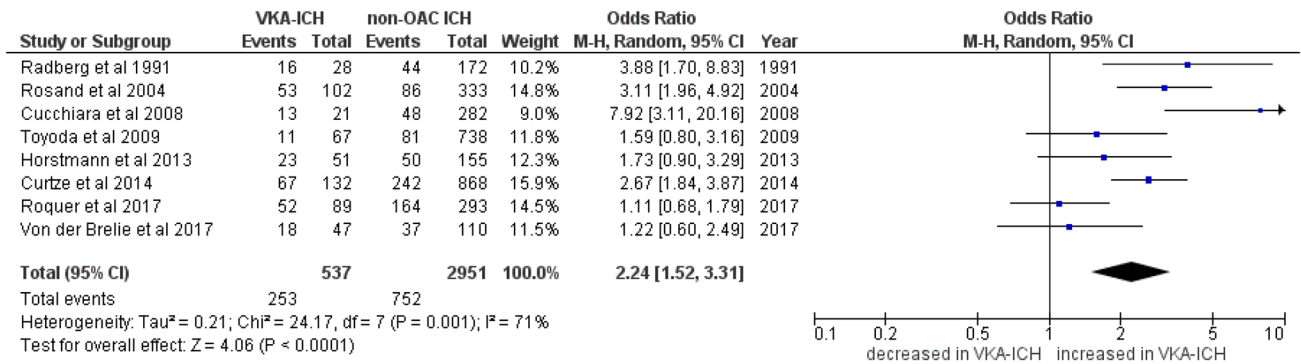 VKA-ICH non-OAC ICH Odds Ratio Odds Ratio
Study or Subgroup Events Total Events Total Weight M-H, Random, 95% CI Year M-H, Random, 95% CI
Radberg et al 1991 16 28 44 172 10.2% 3.88 [1.70, 8.83] 1991
Rosand et al 2004 53 102 86 333 14.8% 3.11 [1.96, 4.92] 2004
Cucchiara et al 2008 13 21 48 282 9.0% 7.92 [3.11, 20.16] 2008
Toyoda et al 2009 11 67 81 738 11.8% 1.59 [0.80, 3.16] 2009
Horstmann et al 2013 23 51 50 155 12.3% 1.73 [0.90, 3.29] 2013
Curtze et al 2014 67 132 242 868 15.9% 2.67 [1.84, 3.87] 2014
Roquer et al 2017 52 89 164 293 14.5% 1.11 [0.68, 1.79] 2017
Von der Brelie et al 2017 18 47 37 110 11.5% 1.22 [0.60, 2.49] 2017
Total (95% CI) 537 2951 100.0% 2.24 [1.52, 3.31]
Total events 253 752
Heterogeneity: Tau² = 0.21; Chi² = 24.17, df = 7 (P = 0.001); I² = 71%
Test for overall effect: Z = 4.06 (P < 0.0001)
0.1 0.2 0.5 1 2 5 10
decreased in VKA-ICH increased in VKA-ICH